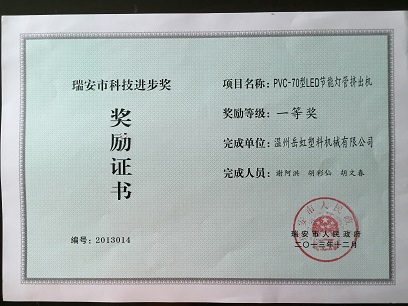 瑞安市科技进步奖
奖励证书
编号：2013014
项目名称：PVC-70型LED节能灯管挤出机
奖励等级：一等奖
完成单位：温州岳虹塑料机械有限公司
完成人员：谢阿洪 胡彩仙 胡文春
瑞安市人民政府
二〇一三年十二月